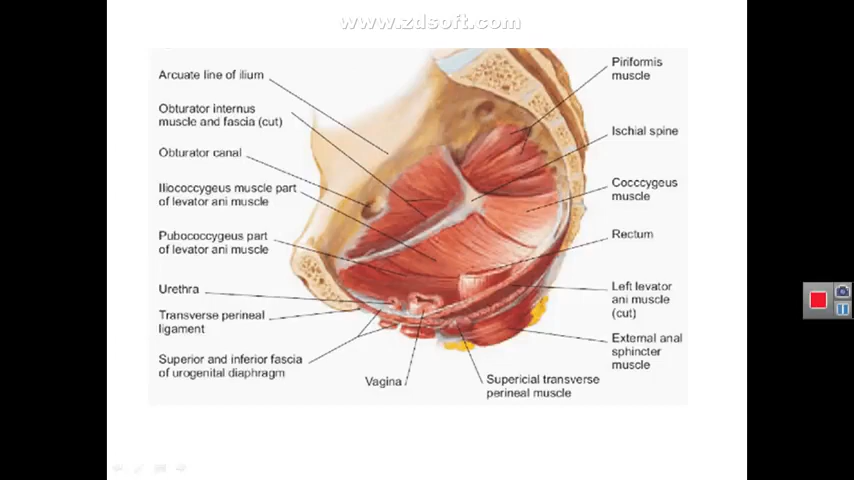 www.zdsoft.com
Arcuate line of ilium
Obturator internus
muscle and fascia (cut)
Obturator canal
Iliococcygeus muscle part
of levator ani muscle
Pubococcygeus part
of levator ani muscle
Urethra
Transverse perineal
ligament
Superior and inferior fascia
of urogenital diaphragm
Vagina
Supericial transverse
perineal muscle
Piriformis
muscle
Ischial spine
Cocccygeus
muscle
Rectum
Left levator
ani muscle
(cut)
External anal
sphincter
muscle